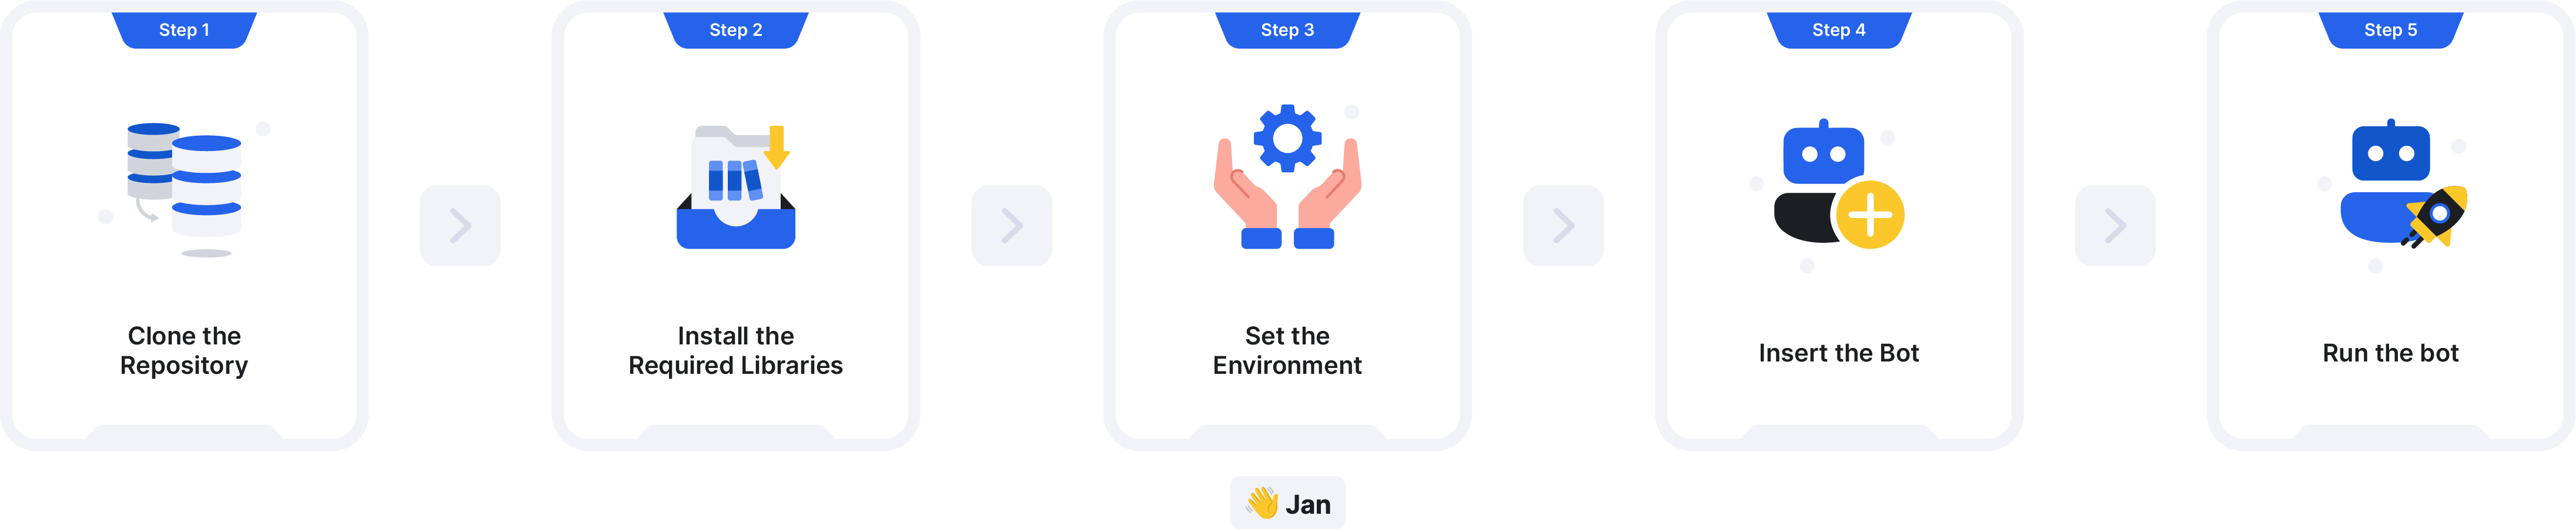 Step 1
Clone the
Repository
Step 2
Install the
Required Libraries
Step 3
Set the
Environment
Step 4
Insert the Bot
Step 5
Run the bot
👋 Jan